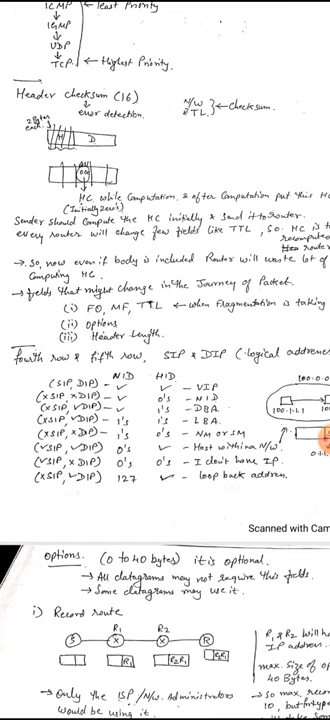 ICMP ← Least Priority
↓
IGMP
↓
UDP
↓
TCP. ← Highest Priority.
→ Header checksum (16)
↓
error detection.
N/W & TL } ← checksum.
2Bytes each.
H D
00
HC while Computation & after Computation put this HC
(Initially zero's)
Sender should Compute the HC initially & send it to router.
every router will change few fields like TTL, so HC is
recomputed
router
→ So, now even if body is included Router will waste lot of
Computing HC.
→ fields that might change in the Journey of Packet.
(i) FO, MF, TTL ← when fragmentation is taking
(ii) Options
(iii) Header Length.
fourth row & fifth row, SIP & DIP (logical addresses
NID HID
(SIP, DIP) - ✓ ✓ - VIP
(×SIP, ×DIP) - ✓ 0's - NID
(×SIP, ✓DIP) - ✓ 1's - DBA.
(×SIP, ✓DIP) - 1's 1's - LBA.
(×SIP, ×DIP) - 1's 0's - NM or SM
(✓SIP, ✓DIP) 0's ✓ - Host within a N/W.
(✓SIP, ×DIP) 0's 0's - I don't have IP.
(×SIP, ✓DIP) 127 ✓ - loop back address.
100.0.0
100.1.1.1
Scanned with Cam
Options. (0 to 40 bytes) it is optional.
→ All datagrams may not require this fields.
→ Some datagrams may use it.
i) Record route
R1 R2
S × × R
R1 R2R1
R1 & R2 will
IP address.
max. size of
40 Bytes.
→ Only the ISP / N/W. Administrators
would be using it.
→ So max. recor
10, but